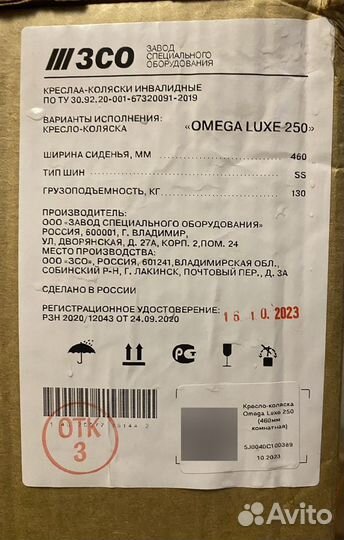 ЗСО
ЗАВОД
СПЕЦИАЛЬНОГО
ОБОРУДОВАНИЯ
КРЕСЛАА-КОЛЯСКИ ИНВАЛИДНЫЕ
ПО ТУ 30.92.20-001-67320091-2019
ВАРИАНТЫ ИСПОЛНЕНИЯ:
КРЕСЛО-КОЛЯСКА «OMEGA LUXE 250»
ШИРИНА СИДЕНЬЯ, ММ 460
ТИП ШИН SS
ГРУЗОПОДЪЕМНОСТЬ, КГ 130
ПРОИЗВОДИТЕЛЬ:
ООО «ЗАВОД СПЕЦИАЛЬНОГО ОБОРУДОВАНИЯ»
РОССИЯ, 600001, Г. ВЛАДИМИР,
УЛ. ДВОРЯНСКАЯ, Д. 27А, КОРП. 2, ПОМ. 24
МЕСТО ПРОИЗВОДСТВА:
ООО «ЗСО», РОССИЯ, 601241, ВЛАДИМИРСКАЯ ОБЛ.,
СОБИНСКИЙ Р-Н, Г. ЛАКИНСК, ПОЧТОВЫЙ ПЕР., Д. 3А
СДЕЛАНО В РОССИИ
РЕГИСТРАЦИОННОЕ УДОСТОВЕРЕНИЕ:
РЗН 2020/12043 ОТ 24.09.2020
16 10. 2023
РСТ
ОТК
3
Кресло-коляска
Omega Luxe 250
(460мм
комнатная)
SJ0040C100389
10 2023
Avito